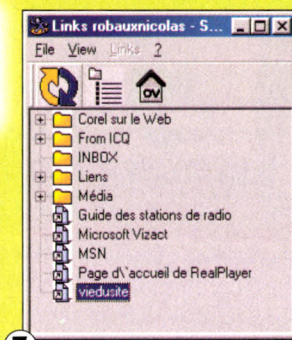 Links robauxnicolas - S...
File View Links ?
OV
Corel sur le Web
From ICQ
INBOX
Liens
Média
Guide des stations de radio
Microsoft Vizact
MSN
Page d\`accueil de RealPlayer
viedusite